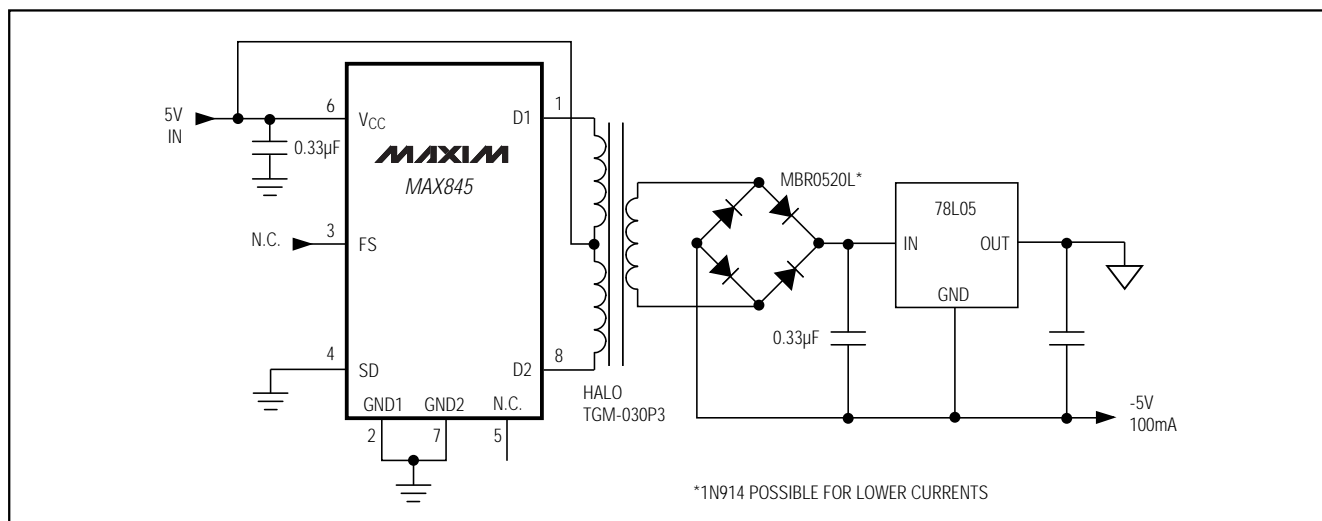 5V
IN
6
VCC
0.33µF
MAXIM
MAX845
D1
1
N.C.
3
FS
4
SD
D2
8
GND1
GND2
N.C.
2
7
5
HALO
TGM-030P3
MBR0520L*
78L05
IN
OUT
GND
0.33µF
-5V
100mA
*1N914 POSSIBLE FOR LOWER CURRENTS